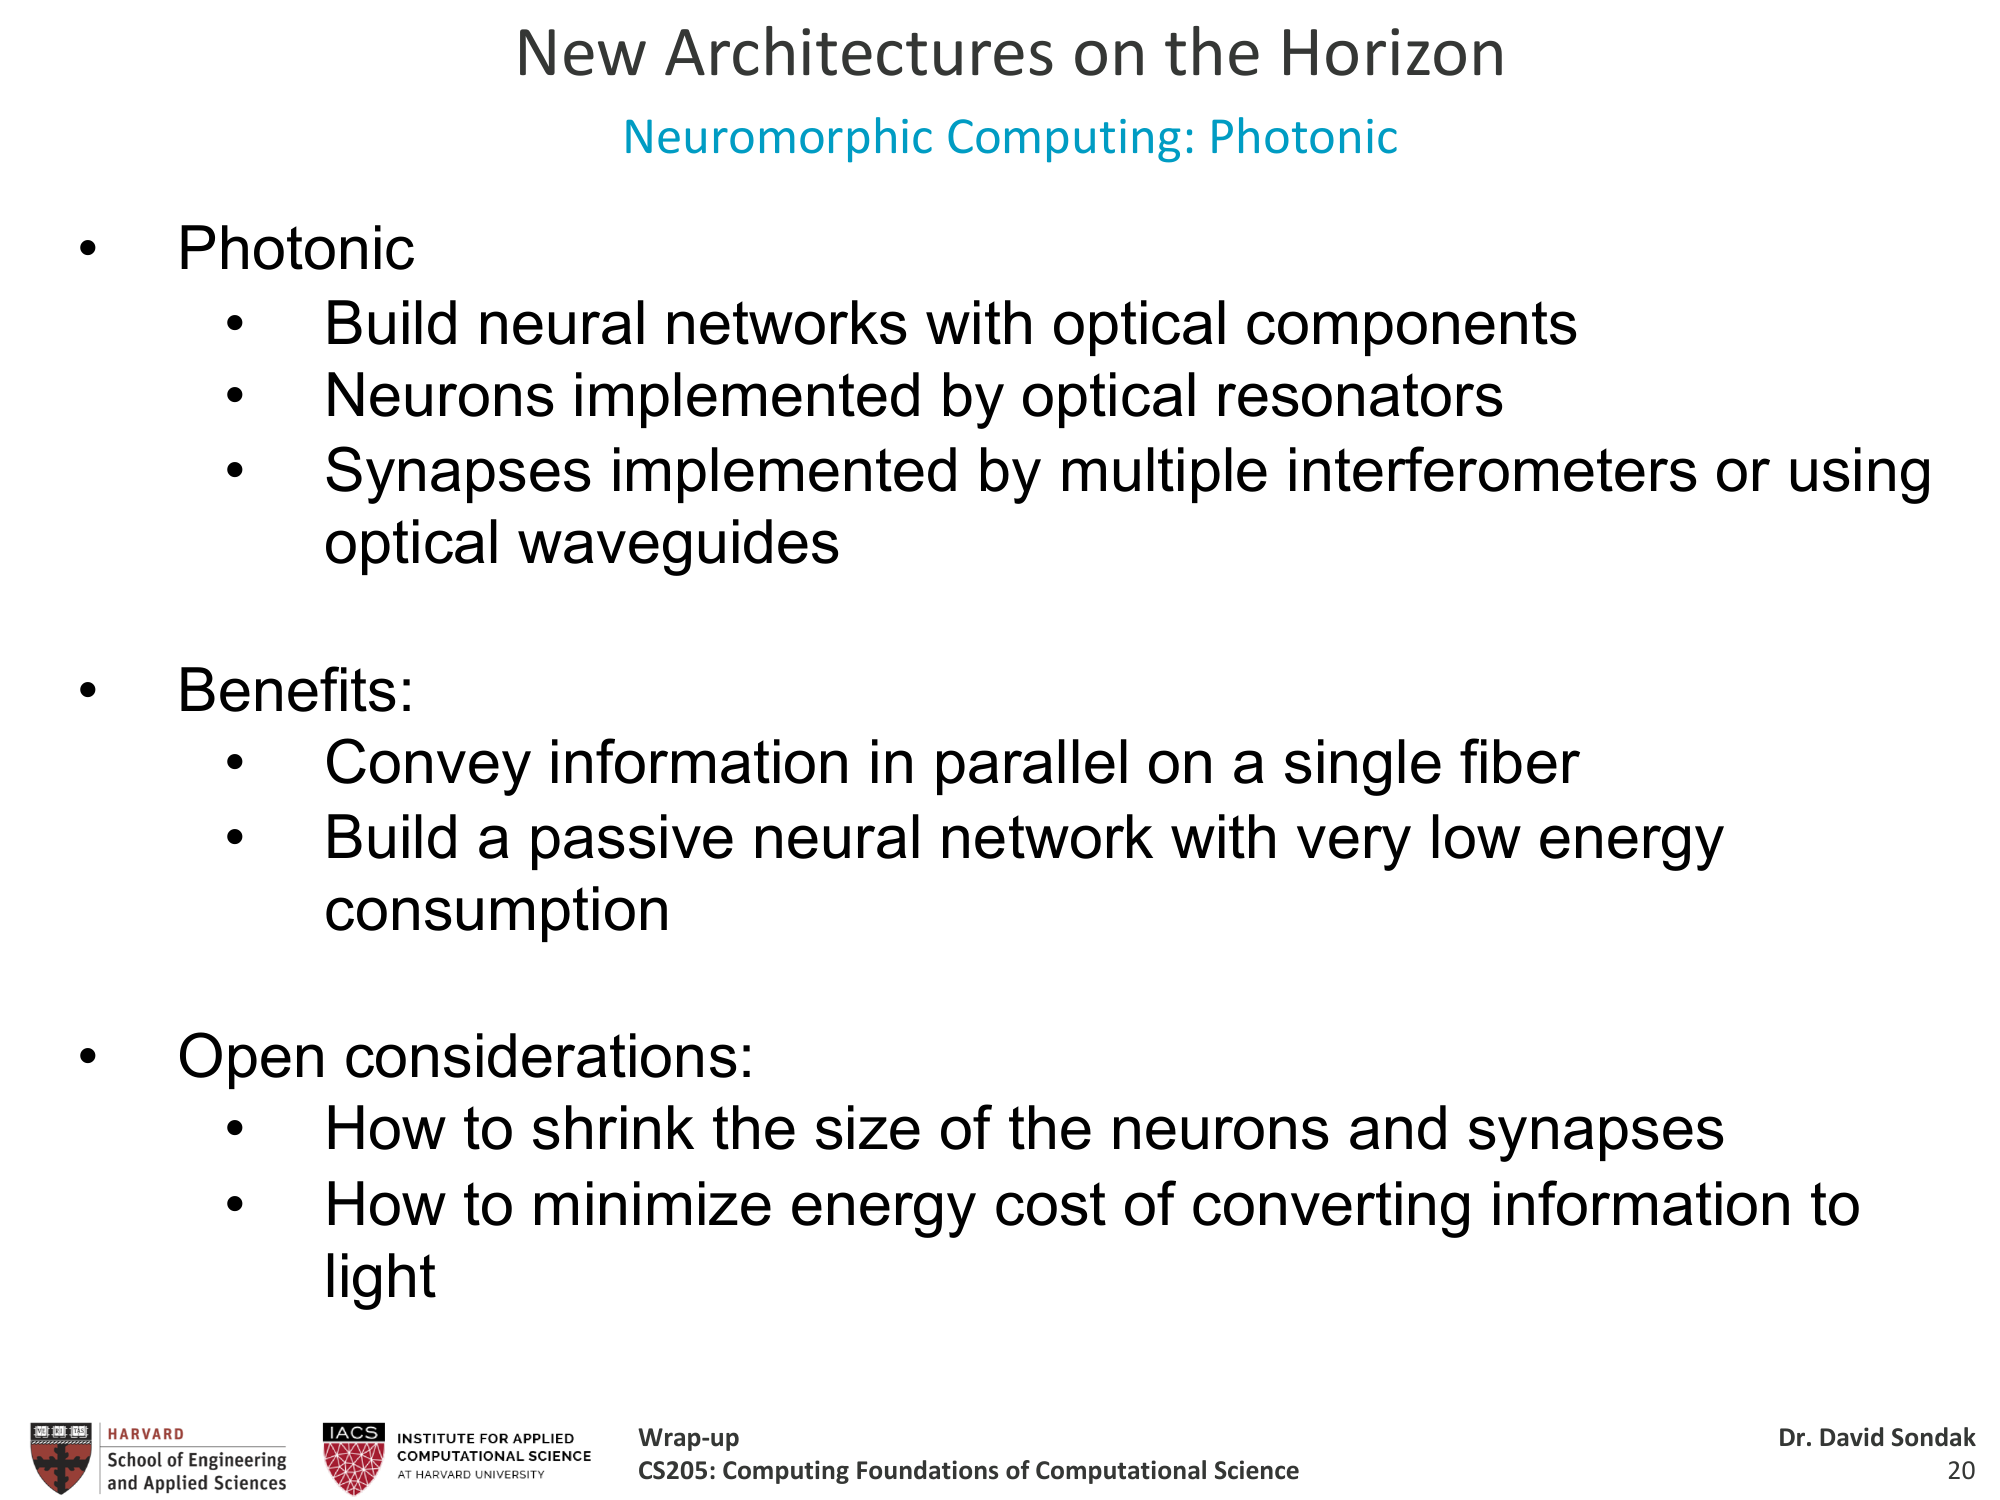 New Architectures on the Horizon
Neuromorphic Computing: Photonic
• Photonic
• Build neural networks with optical components
• Neurons implemented by optical resonators
• Synapses implemented by multiple interferometers or using
optical waveguides
• Benefits:
• Convey information in parallel on a single fiber
• Build a passive neural network with very low energy
consumption
• Open considerations:
• How to shrink the size of the neurons and synapses
• How to minimize energy cost of converting information to
light
HARVARD
School of Engineering
and Applied Sciences
IACS
INSTITUTE FOR APPLIED
COMPUTATIONAL SCIENCE
AT HARVARD UNIVERSITY
Wrap-up
CS205: Computing Foundations of Computational Science
Dr. David Sondak
20